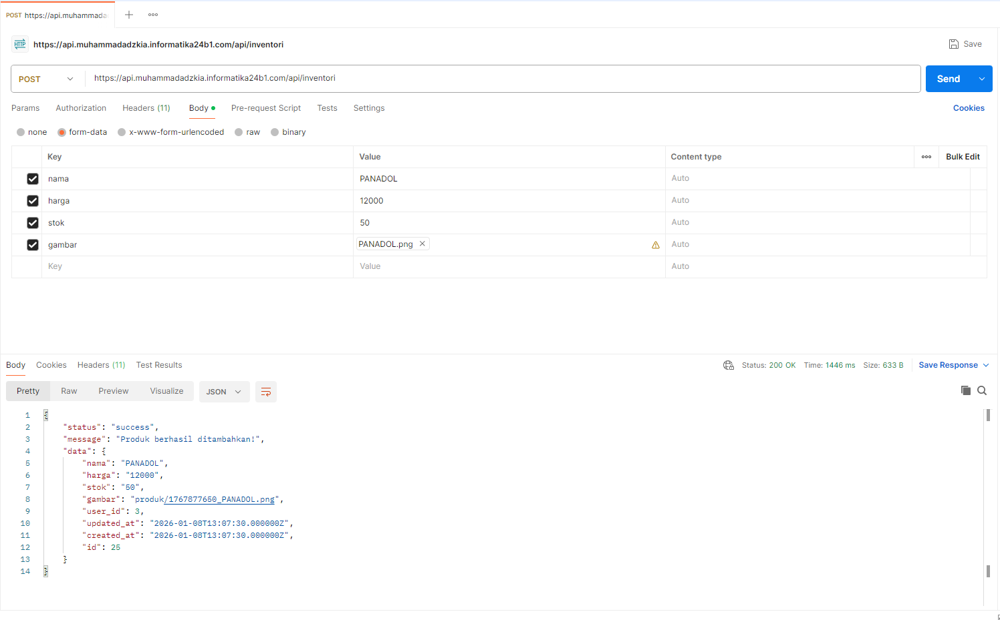 POST https://api.muhammada
HTTP https://api.muhammadadzkia.informatika24b1.com/api/inventori
Save
POST https://api.muhammadadzkia.informatika24b1.com/api/inventori
Send
Params Authorization Headers (11) Body Pre-request Script Tests Settings Cookies
none form-data x-www-form-urlencoded raw binary
Key Value Content type Bulk Edit
nama PANADOL Auto
harga 12000 Auto
stok 50 Auto
gambar PANADOL.png Auto
Key Value Auto
Body Cookies Headers (11) Test Results Status: 200 OK Time: 1446 ms Size: 633 B Save Response
Pretty Raw Preview Visualize JSON
1 {
2 "status": "success",
3 "message": "Produk berhasil ditambahkan!",
4 "data": {
5 "nama": "PANADOL",
6 "harga": "12000",
7 "stok": "50",
8 "gambar": "produk/1767877650_PANADOL.png",
9 "user_id": 3,
10 "updated_at": "2026-01-08T13:07:30.000000Z",
11 "created_at": "2026-01-08T13:07:30.000000Z",
12 "id": 25
13 }
14 }